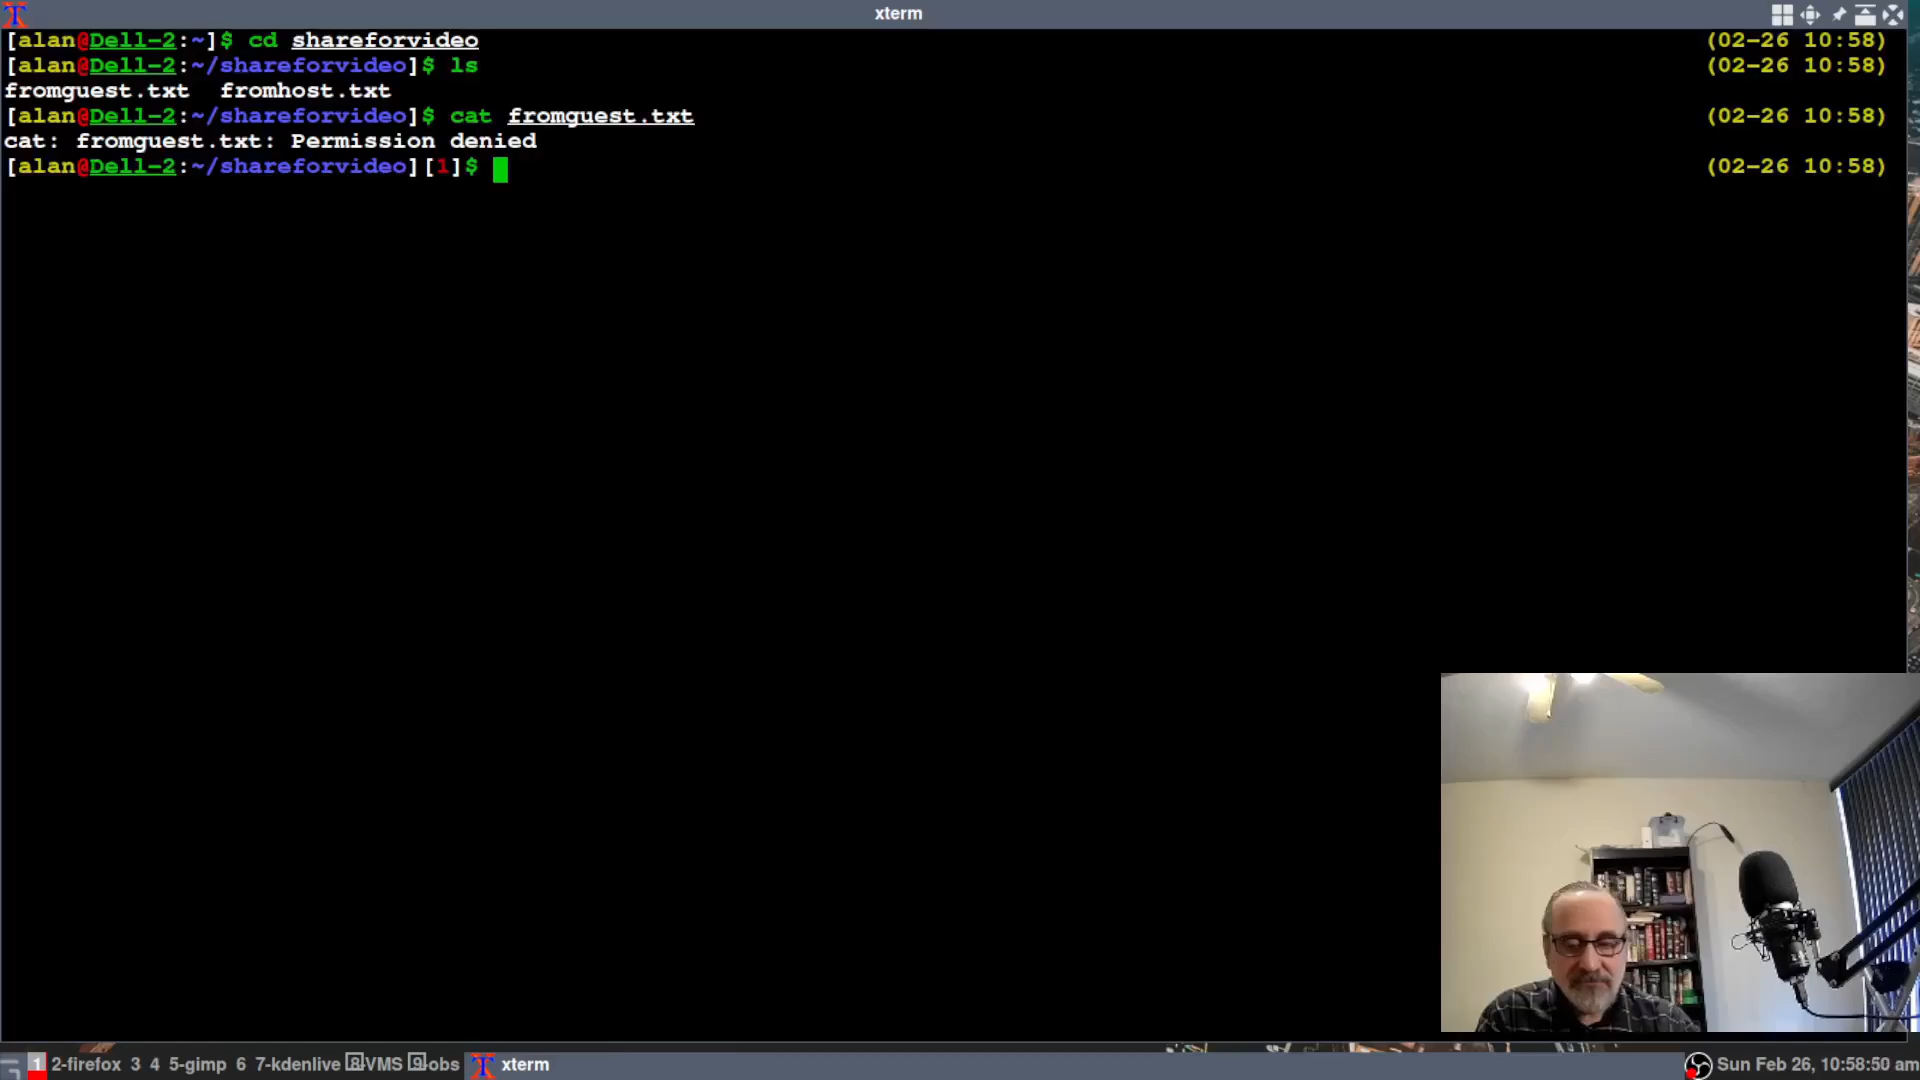 xterm
[alan@Dell-2:~]$ cd shareforvideo (02-26 10:58)
[alan@Dell-2:~/shareforvideo]$ ls (02-26 10:58)
fromguest.txt fromhost.txt
[alan@Dell-2:~/shareforvideo]$ cat fromguest.txt (02-26 10:58)
cat: fromguest.txt: Permission denied
[alan@Dell-2:~/shareforvideo][1]$ (02-26 10:58)
1 2-firefox 3 4 5-gimp 6 7-kdenlive 8-VMS 9-obs xterm Sun Feb 26, 10:58:50 am